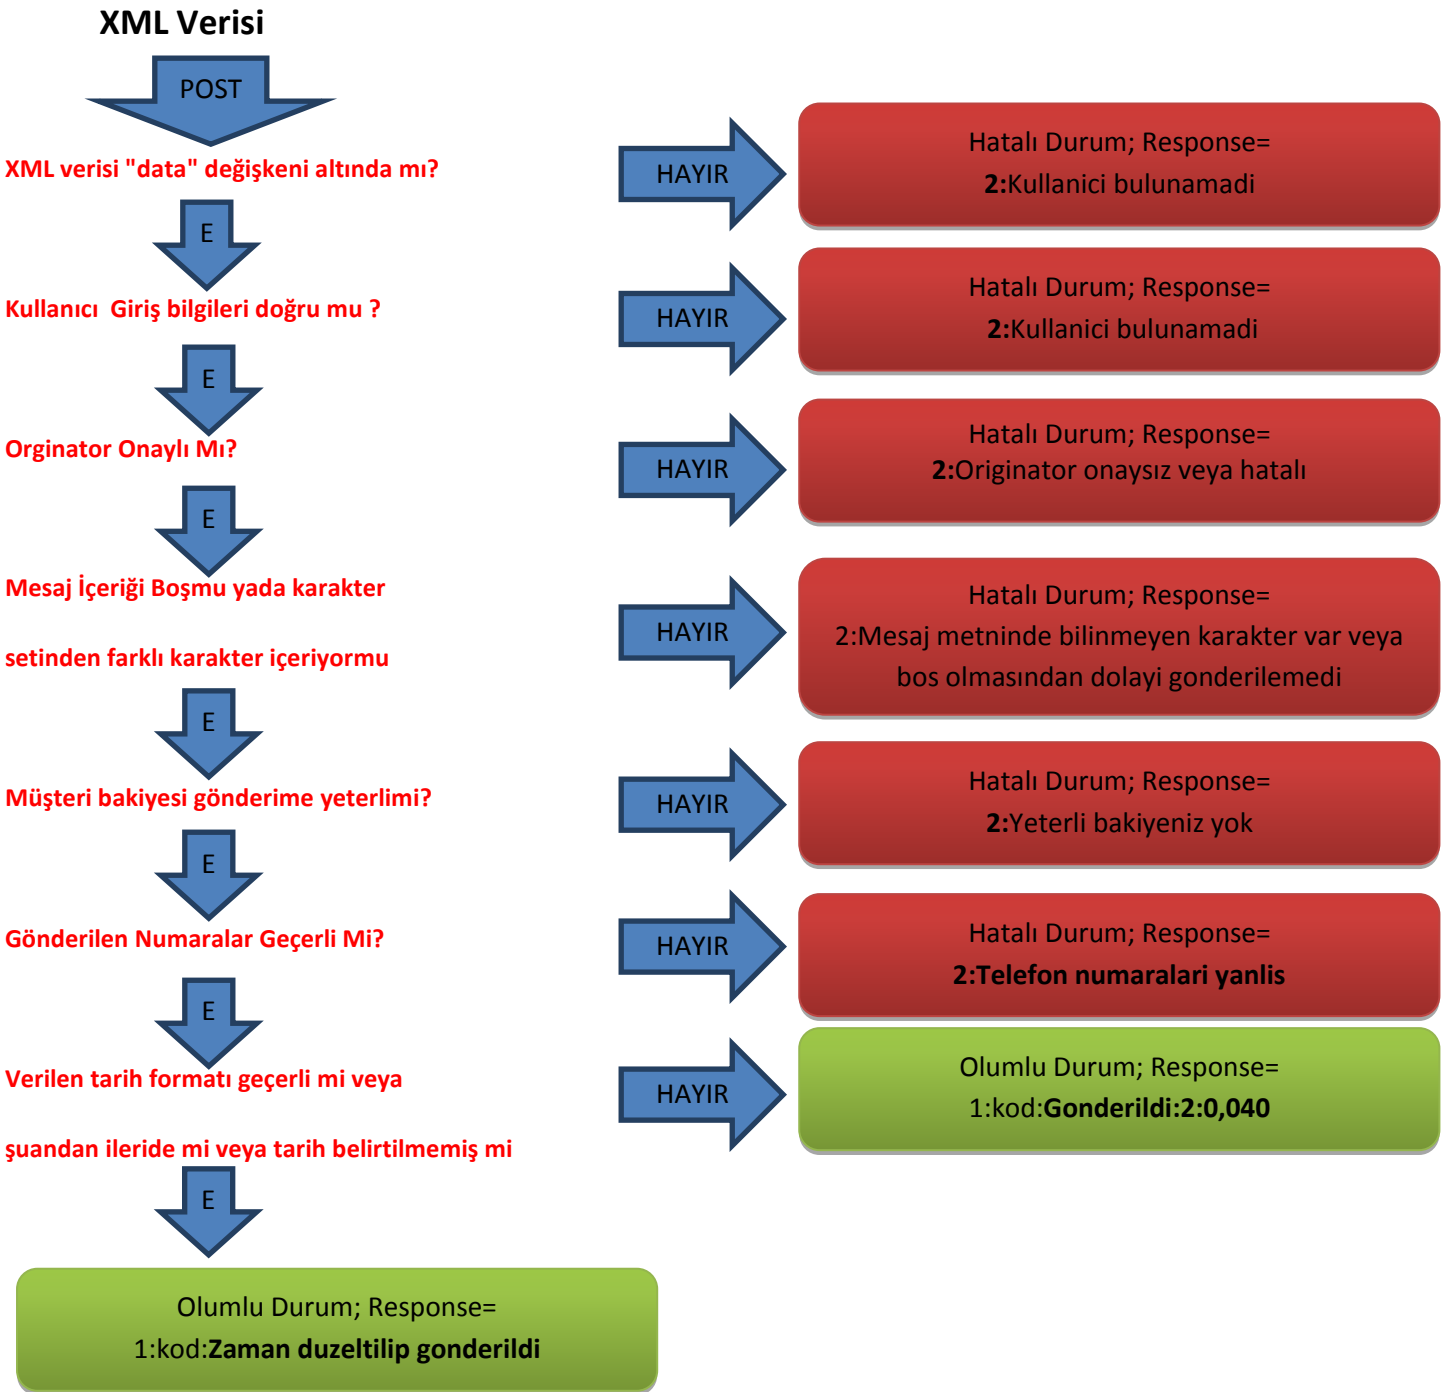 XML Verisi
POST
XML verisi "data" değişkeni altında mı?
HAYIR
Hatalı Durum; Response=
2:Kullanici bulunamadi
E
Kullanıcı  Giriş bilgileri doğru mu ?
HAYIR
Hatalı Durum; Response=
2:Kullanici bulunamadi
E
Orginator Onaylı Mı?
HAYIR
Hatalı Durum; Response=
2:Originator onaysiz veya hatalı
E
Mesaj İçeriği Boşmu yada karakter
setinden farklı karakter içeriyormu
HAYIR
Hatalı Durum; Response=
2:Mesaj metninde bilinmeyen karakter var veya
bos olmasından dolayi gonderilemedi
E
Müşteri bakiyesi gönderime yeterlimi?
HAYIR
Hatalı Durum; Response=
2:Yeterli bakiyeniz yok
E
Gönderilen Numaralar Geçerli Mi?
HAYIR
Hatalı Durum; Response=
2:Telefon numaralari yanlis
E
Verilen tarih formatı geçerli mi veya
şuandan ileride mi veya tarih belirtilmemiş mi
HAYIR
Olumlu Durum; Response=
1:kod:Gonderildi:2:0,040
E
Olumlu Durum; Response=
1:kod:Zaman duzeltilip gonderildi